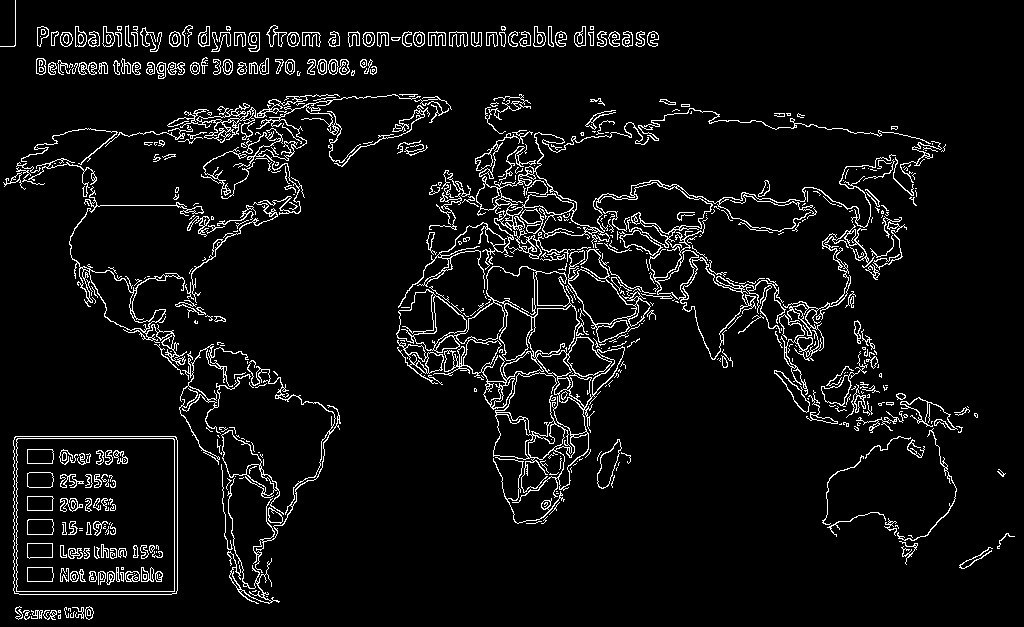 Probability of dying from a non-communicable disease
Between the ages of 30 and 70, 2008, %
Over 35%
25-35%
20-24%
15-19%
Less than 15%
Not applicable
Source: WHO